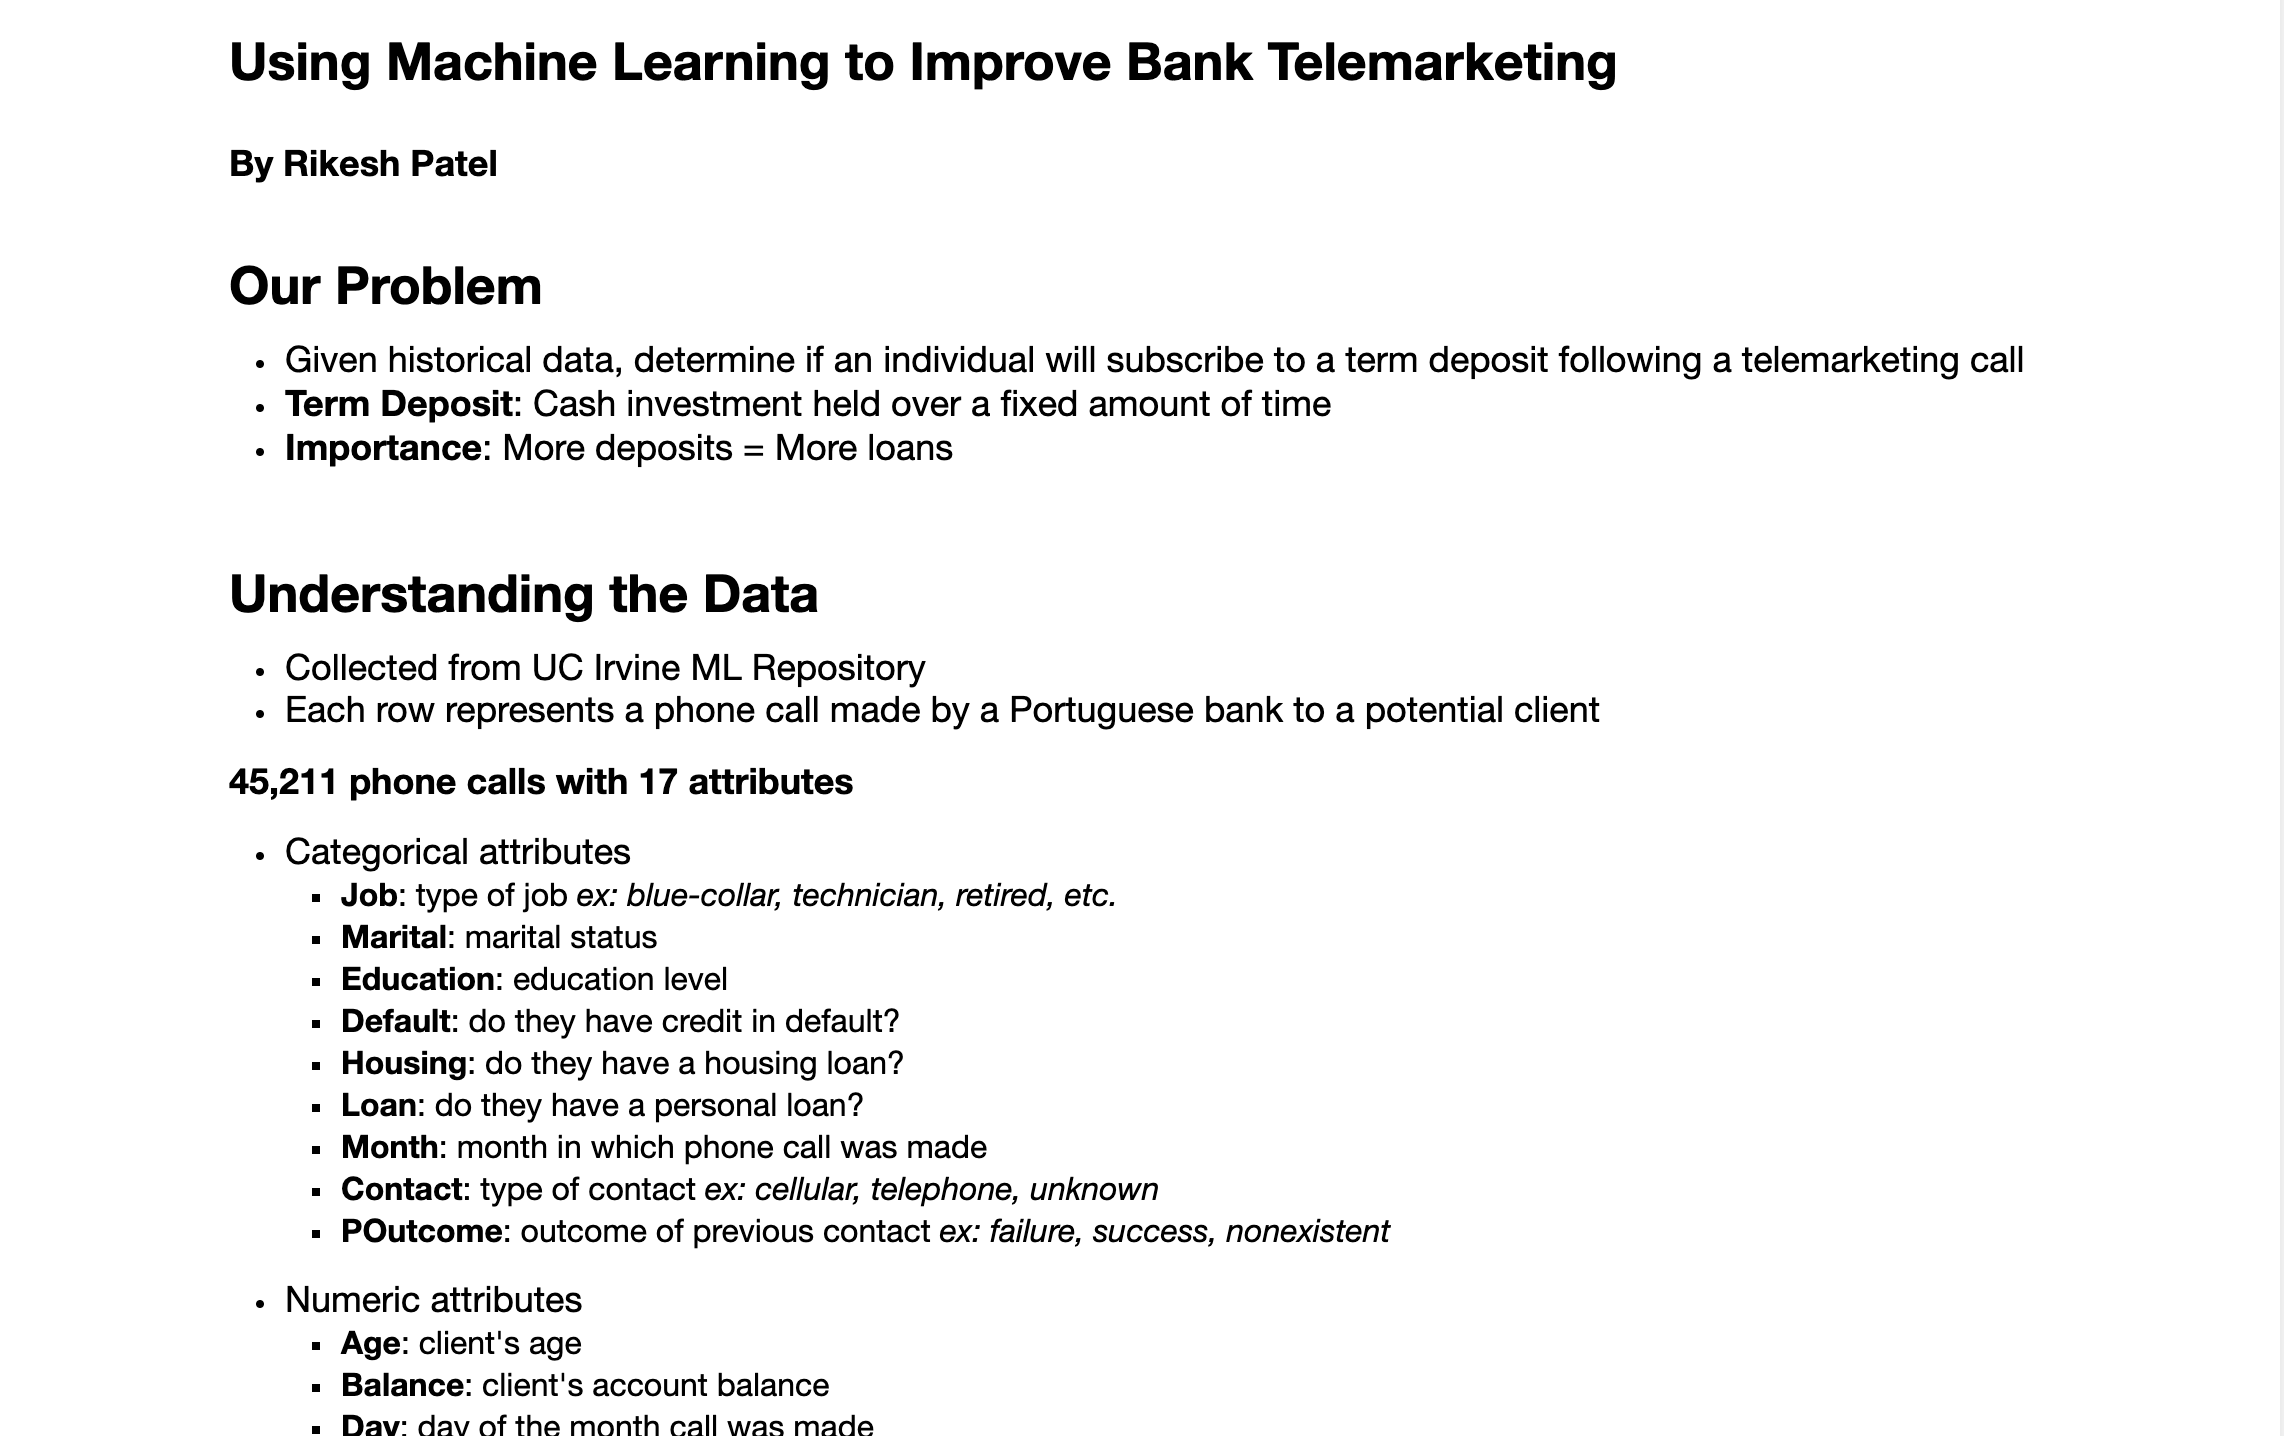 Using Machine Learning to Improve Bank Telemarketing
By Rikesh Patel
Our Problem
• Given historical data, determine if an individual will subscribe to a term deposit following a telemarketing call
• Term Deposit: Cash investment held over a fixed amount of time
• Importance: More deposits = More loans
Understanding the Data
• Collected from UC Irvine ML Repository
• Each row represents a phone call made by a Portuguese bank to a potential client
45,211 phone calls with 17 attributes
• Categorical attributes
▪ Job: type of job ex: blue-collar, technician, retired, etc.
▪ Marital: marital status
▪ Education: education level
▪ Default: do they have credit in default?
▪ Housing: do they have a housing loan?
▪ Loan: do they have a personal loan?
▪ Month: month in which phone call was made
▪ Contact: type of contact ex: cellular, telephone, unknown
▪ POutcome: outcome of previous contact ex: failure, success, nonexistent
• Numeric attributes
▪ Age: client's age
▪ Balance: client's account balance
▪ Day: day of the month call was made